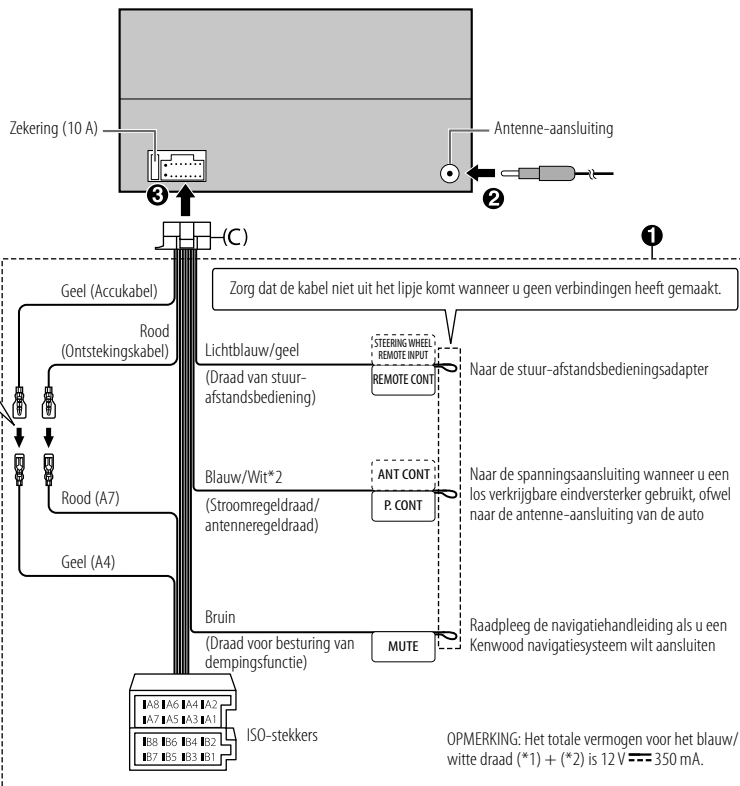 Zekering (10 A)
Antenne-aansluiting
❸
❷
(C)
❶
Geel (Accukabel)
Zorg dat de kabel niet uit het lipje komt wanneer u geen verbindingen heeft gemaakt.
Rood
(Ontstekingskabel)
Lichtblauw/geel
(Draad van stuur-
afstandsbediening)
STEERING WHEEL
REMOTE INPUT
REMOTE CONT
Naar de stuur-afstandsbedieningsadapter
Blauw/Wit*2
(Stroomregeldraad/
antenneregeldraad)
ANT CONT
P. CONT
Naar de spanningsaansluiting wanneer u een
los verkrijgbare eindversterker gebruikt, ofwel
naar de antenne-aansluiting van de auto
Rood (A7)
Geel (A4)
Bruin
(Draad voor besturing van
dempingsfunctie)
MUTE
Raadpleeg de navigatiehandleiding als u een
Kenwood navigatiesysteem wilt aansluiten
A8 A6 A4 A2
A7 A5 A3 A1
B8 B6 B4 B2
B7 B5 B3 B1
ISO-stekkers
OPMERKING: Het totale vermogen voor het blauw/
witte draad (*1) + (*2) is 12 V ⎓ 350 mA.